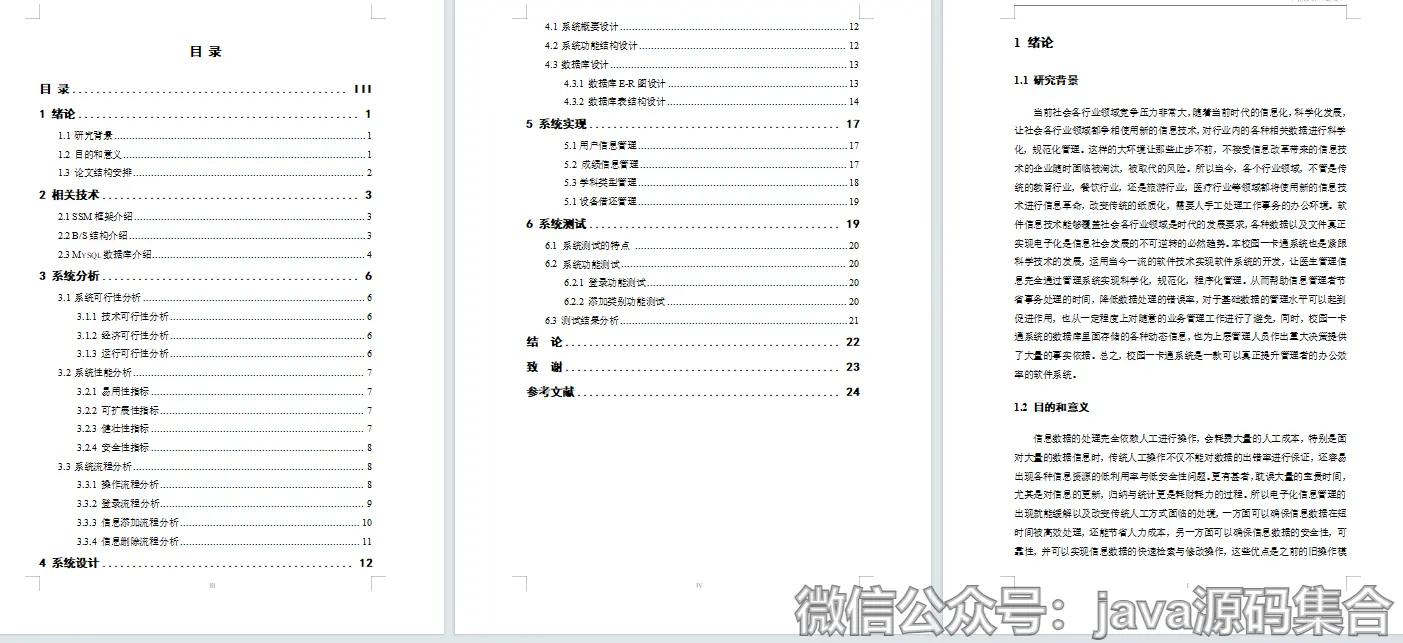 目 录
目 录 III
1 绪论 1
1.1 研究背景 1
1.2 目的和意义 1
1.3 论文结构安排 2
2 相关技术 3
2.1 SSM 框架介绍 3
2.2 B/S 结构介绍 3
2.3 MYSQL 数据库介绍 4
3 系统分析 6
3.1 系统可行性分析 6
3.1.1 技术可行性分析 6
3.1.2 经济可行性分析 6
3.1.3 运行可行性分析 6
3.2 系统性能分析 7
3.2.1 易用性指标 7
3.2.2 可扩展性指标 7
3.2.3 健壮性指标 7
3.2.4 安全性指标 8
3.3 系统流程分析 8
3.3.1 操作流程分析 8
3.3.2 登录流程分析 9
3.3.3 信息添加流程分析 10
3.3.4 信息删除流程分析 11
4 系统设计 12
III
4.1 系统概要设计 12
4.2 系统功能结构设计 12
4.3 数据库设计 13
4.3.1 数据库 E-R 图设计 13
4.3.2 数据库表结构设计 14
5 系统实现 17
5.1 用户信息管理 17
5.2 成绩信息管理 17
5.3 学科类型管理 18
5.1 设备借还管理 19
6 系统测试 19
6.1 系统测试的特点 20
6.2 系统功能测试 20
6.2.1 登录功能测试 20
6.2.2 添加类别功能测试 20
6.3 测试结果分析 21
结 论 22
致 谢 23
参考文献 24
IV
1 绪论
1.1 研究背景
当前社会各行业领域竞争压力非常大,随着当前时代的信息化,科学化发展,
让社会各行业领域都争相使用新的信息技术,对行业内的各种相关数据进行科学
化,规范化管理。这样的大环境让那些止步不前,不接受信息改革带来的信息技
术的企业随时面临被淘汰,被取代的风险。所以当今,各个行业领域,不管是传
统的教育行业,餐饮行业,还是旅游行业,医疗行业等领域都将使用新的信息技
术进行信息革命,改变传统的纸质化,需要人手工处理工作事务的办公环境。软
件信息技术能够覆盖社会各行业领域是时代的发展要求,各种数据以及文件真正
实现电子化是信息社会发展的不可逆转的必然趋势。本校园一卡通系统也是紧跟
科学技术的发展,运用当今一流的软件技术实现软件系统的开发,让医生管理信
息完全通过管理系统实现科学化,规范化,程序化管理。从而帮助信息管理者节
省事务处理的时间,降低数据处理的错误率,对于基础数据的管理水平可以起到
促进作用,也从一定程度上对随意的业务管理工作进行了避免,同时,校园一卡
通系统的数据库里面存储的各种动态信息,也为上层管理人员作出重大决策提供
了大量的事实依据。总之,校园一卡通系统是一款可以真正提升管理者的办公效
率的软件系统。
1.2 目的和意义
信息数据的处理完全依赖人工进行操作,会耗费大量的人工成本,特别是面
对大量的数据信息时,传统人工操作不仅不能对数据的出错率进行保证,还容易
出现各种信息资源的低利用率与低安全性问题。更有甚者,耽误大量的宝贵时间,
尤其是对信息的更新,归纳与统计更是耗财耗力的过程。所以电子化信息管理的
出现就能缓解以及改变传统人工方式面临的处境,一方面可以确保信息数据在短
时间被高效处理,还能节省人力成本,另一方面可以确保信息数据的安全性,可
靠性,并可以实现信息数据的快速检索与修改操作,这些优点是之前的旧操作模
微信公众号:java源码集合